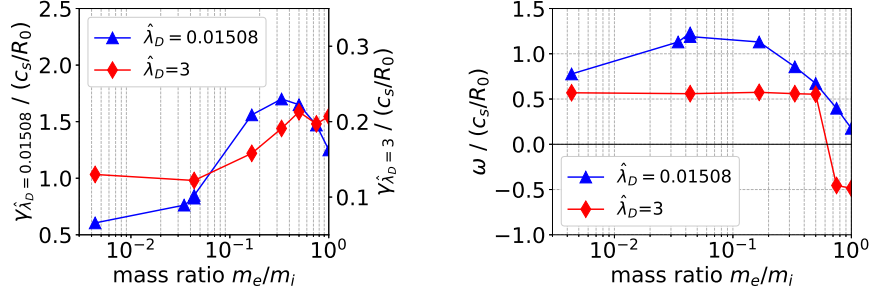 2.5
2.0
1.5
1.0
0.5
γ_{λ̂_D = 0.01508} / (c_s/R_0)
λ̂_D = 0.01508
λ̂_D=3
0.3
0.2
0.1
γ_{λ̂_D = 3} / (c_s/R_0)
10^{-2} 10^{-1} 10^0
mass ratio m_e/m_i
1.5
1.0
0.5
0.0
−0.5
−1.0
ω / (c_s/R_0)
λ̂_D = 0.01508
λ̂_D=3
10^{-2} 10^{-1} 10^0
mass ratio m_e/m_i